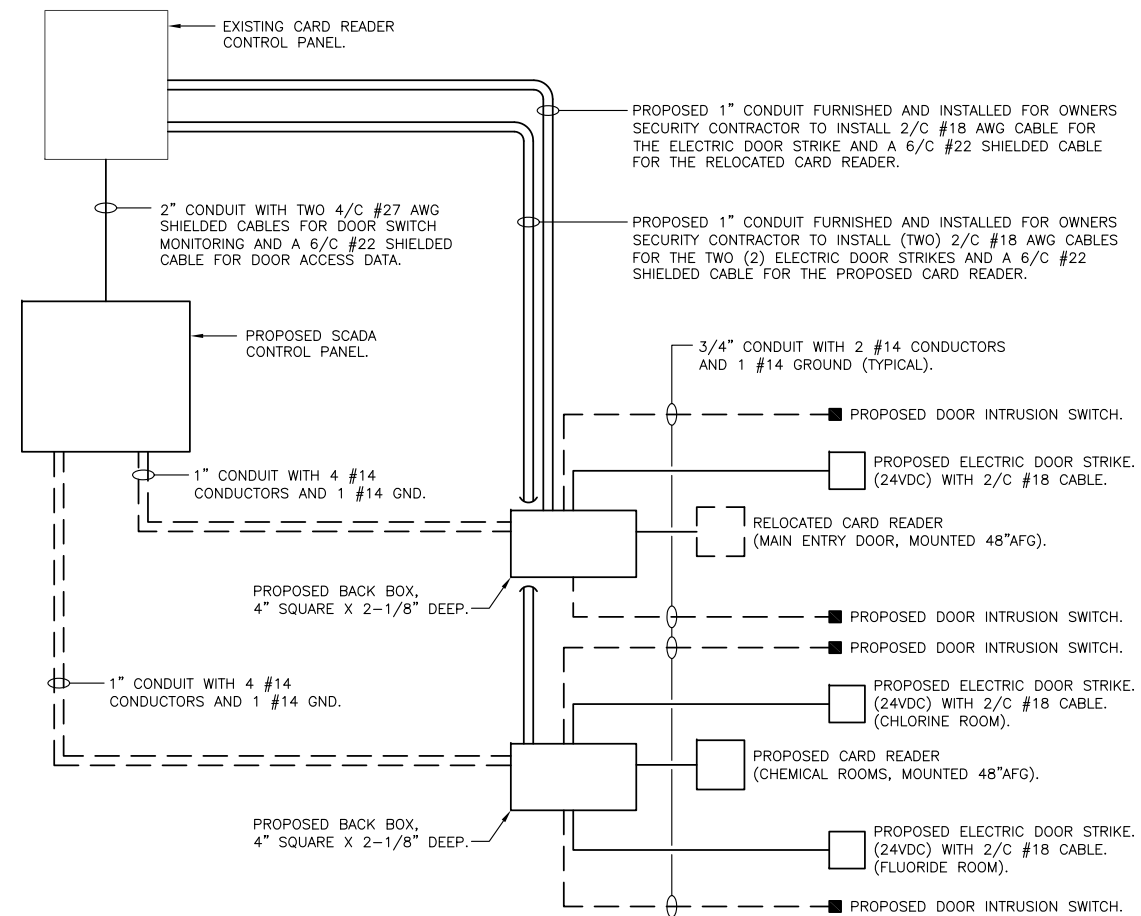 EXISTING CARD READER
CONTROL PANEL.
PROPOSED 1” CONDUIT FURNISHED AND INSTALLED FOR OWNERS
SECURITY CONTRACTOR TO INSTALL 2/C #18 AWG CABLE FOR
THE ELECTRIC DOOR STRIKE AND A 6/C #22 SHIELDED CABLE
FOR THE RELOCATED CARD READER.
2” CONDUIT WITH TWO 4/C #27 AWG
SHIELDED CABLES FOR DOOR SWITCH
MONITORING AND A 6/C #22 SHIELDED
CABLE FOR DOOR ACCESS DATA.
PROPOSED 1” CONDUIT FURNISHED AND INSTALLED FOR OWNERS
SECURITY CONTRACTOR TO INSTALL (TWO) 2/C #18 AWG CABLES
FOR THE TWO (2) ELECTRIC DOOR STRIKES AND A 6/C #22
SHIELDED CABLE FOR THE PROPOSED CARD READER.
PROPOSED SCADA
CONTROL PANEL.
3/4” CONDUIT WITH 2 #14 CONDUCTORS
AND 1 #14 GROUND (TYPICAL).
PROPOSED DOOR INTRUSION SWITCH.
1” CONDUIT WITH 4 #14
CONDUCTORS AND 1 #14 GND.
PROPOSED ELECTRIC DOOR STRIKE.
(24VDC) WITH 2/C #18 CABLE.
RELOCATED CARD READER
(MAIN ENTRY DOOR, MOUNTED 48”AFG).
PROPOSED BACK BOX,
4” SQUARE X 2–1/8” DEEP.
PROPOSED DOOR INTRUSION SWITCH.
PROPOSED DOOR INTRUSION SWITCH.
1” CONDUIT WITH 4 #14
CONDUCTORS AND 1 #14 GND.
PROPOSED ELECTRIC DOOR STRIKE.
(24VDC) WITH 2/C #18 CABLE.
(CHLORINE ROOM).
PROPOSED CARD READER
(CHEMICAL ROOMS, MOUNTED 48”AFG).
PROPOSED BACK BOX,
4” SQUARE X 2–1/8” DEEP.
PROPOSED ELECTRIC DOOR STRIKE.
(24VDC) WITH 2/C #18 CABLE.
(FLUORIDE ROOM).
PROPOSED DOOR INTRUSION SWITCH.